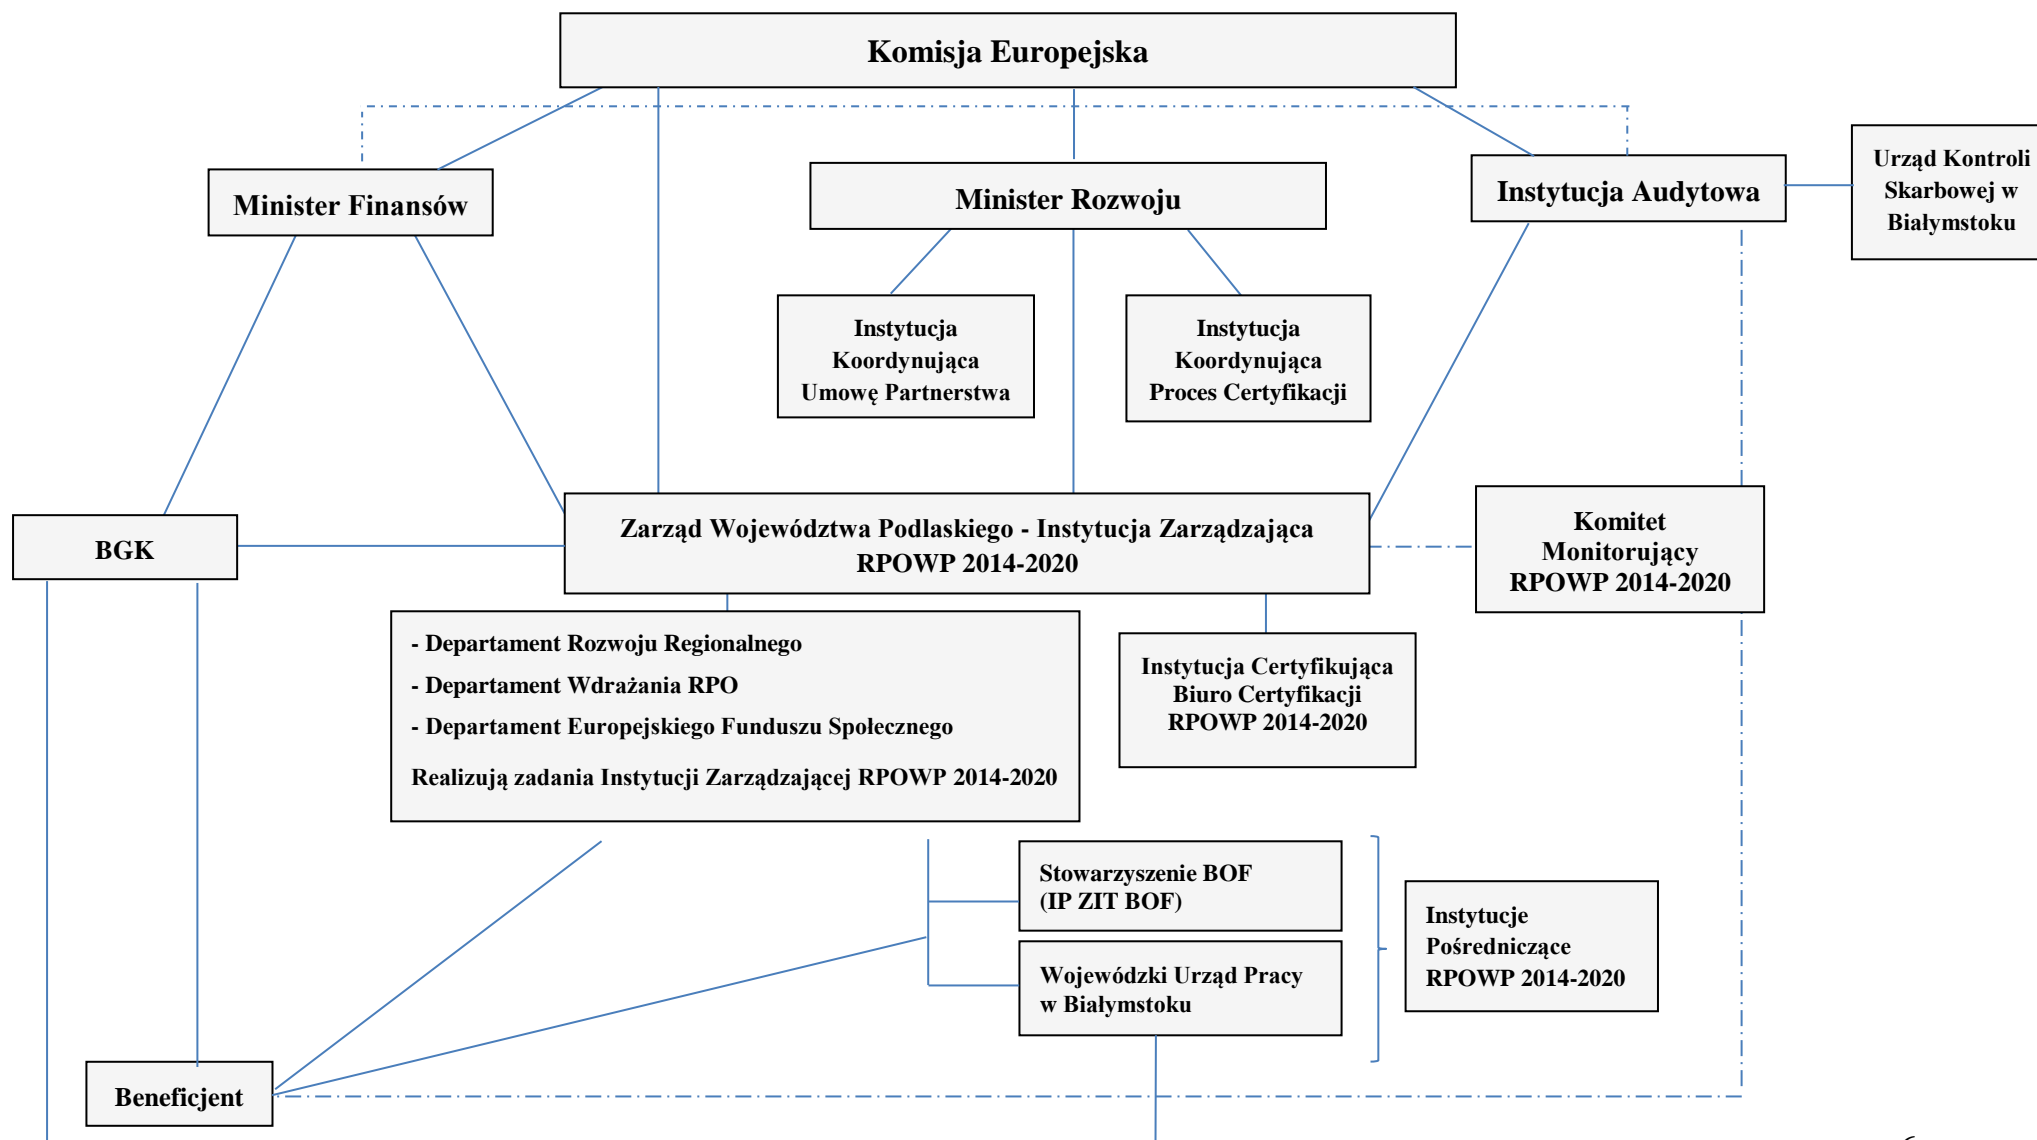 Komisja Europejska
Minister Finansów
Minister Rozwoju
Instytucja Audytowa
Urząd Kontroli
Skarbowej w
Białymstoku
Instytucja
Koordynująca
Umowę Partnerstwa
Instytucja
Koordynująca
Proces Certyfikacji
BGK
Zarząd Województwa Podlaskiego - Instytucja Zarządzająca
RPOWP 2014-2020
Komitet
Monitorujący
RPOWP 2014-2020
- Departament Rozwoju Regionalnego
- Departament Wdrażania RPO
- Departament Europejskiego Funduszu Społecznego
Realizują zadania Instytucji Zarządzającej RPOWP 2014-2020
Instytucja Certyfikująca
Biuro Certyfikacji
RPOWP 2014-2020
Stowarzyszenie BOF
(IP ZIT BOF)
Wojewódzki Urząd Pracy
w Białymstoku
Instytucje
Pośredniczące
RPOWP 2014-2020
Beneficjent